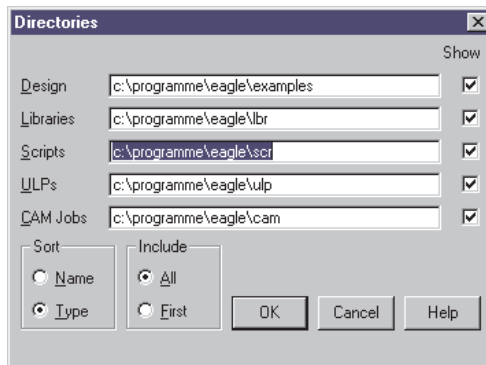 Directories
Show
Design c:\programme\eagle\examples
Libraries c:\programme\eagle\lbr
Scripts c:\programme\eagle\scr
ULPs c:\programme\eagle\ulp
CAM Jobs c:\programme\eagle\cam
Sort Include
Name All
Type First OK Cancel Help